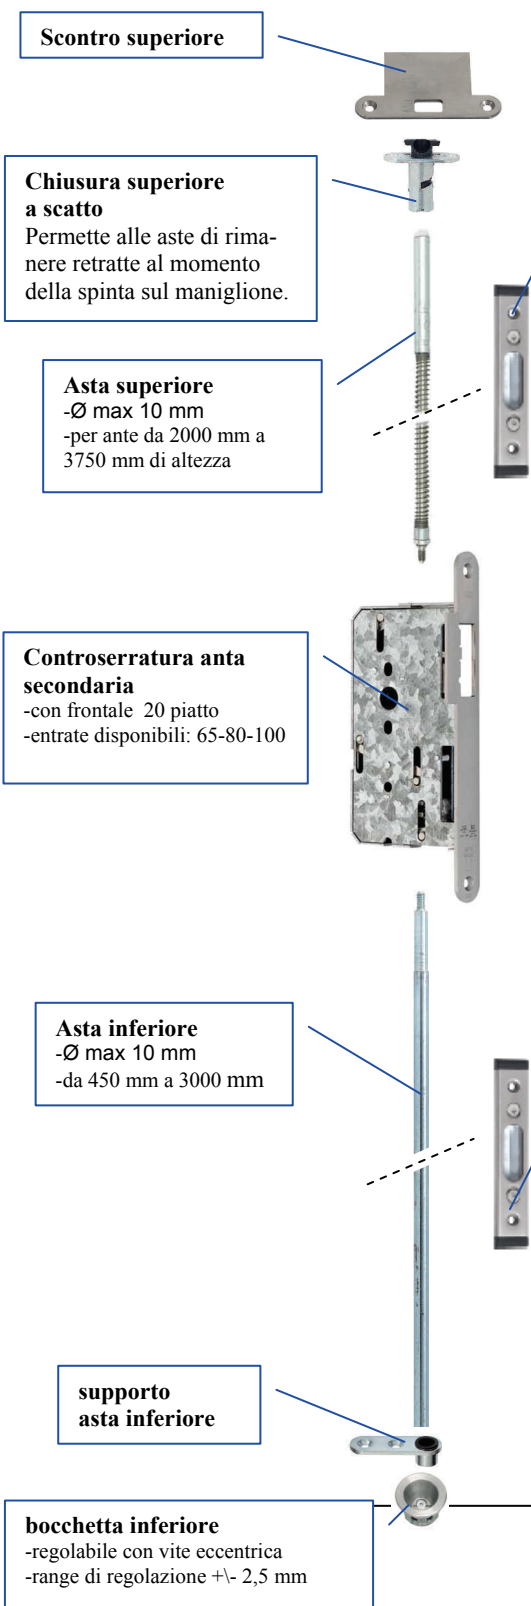 Scontro superiore
Chiusura superiore
a scatto
Permette alle aste di rima-
nere retratte al momento
della spinta sul maniglione.
Asta superiore
-Ø max 10 mm
-per ante da 2000 mm a
3750 mm di altezza
Controserratura anta
secondaria
-con frontale 20 piatto
-entrate disponibili: 65-80-100
Asta inferiore
-Ø max 10 mm
-da 450 mm a 3000 mm
supporto
asta inferiore
bocchetta inferiore
-regolabile con vite eccentrica
-range di regolazione +\- 2,5 mm